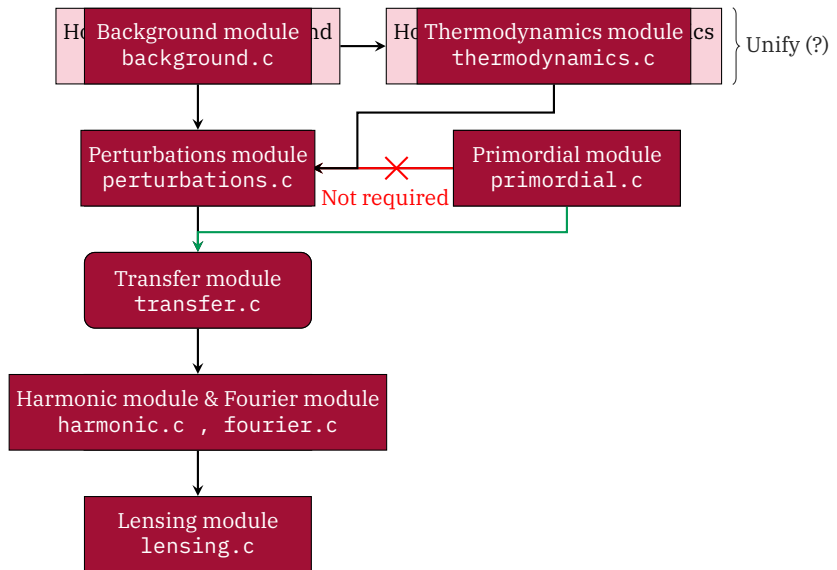 Background module
background.c
Thermodynamics module
thermodynamics.c
Unify (?)
Perturbations module
perturbations.c
Primordial module
primordial.c
Not required
Transfer module
transfer.c
Harmonic module & Fourier module
harmonic.c , fourier.c
Lensing module
lensing.c